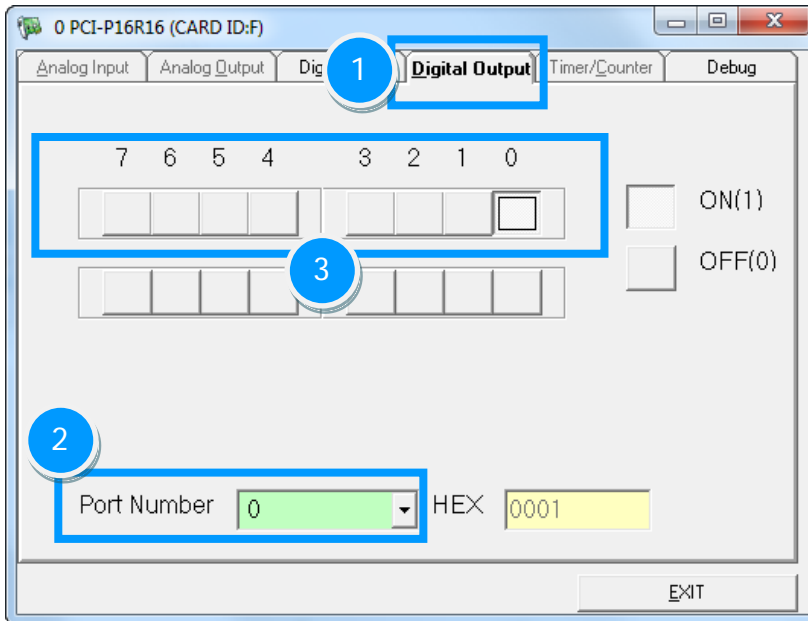 0 PCI-P16R16 (CARD ID:F)
Analog Input Analog Output Dig 1 Digital Output Timer/Counter Debug
7 6 5 4 3 2 1 0
ON(1)
3 OFF(0)
2
Port Number 0 HEX 0001
EXIT